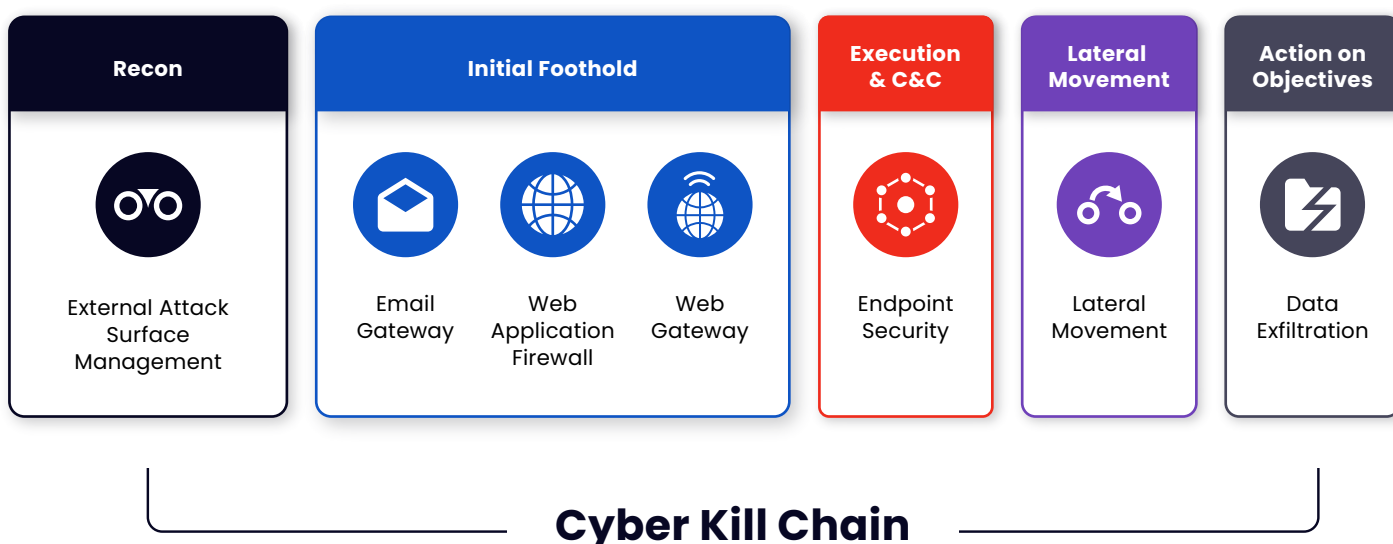 Recon
External Attack
Surface
Management
Initial Foothold
Email
Gateway
Web
Application
Firewall
Web
Gateway
Execution
& C&C
Endpoint
Security
Lateral
Movement
Lateral
Movement
Action on
Objectives
Data
Exfiltration
Cyber Kill Chain